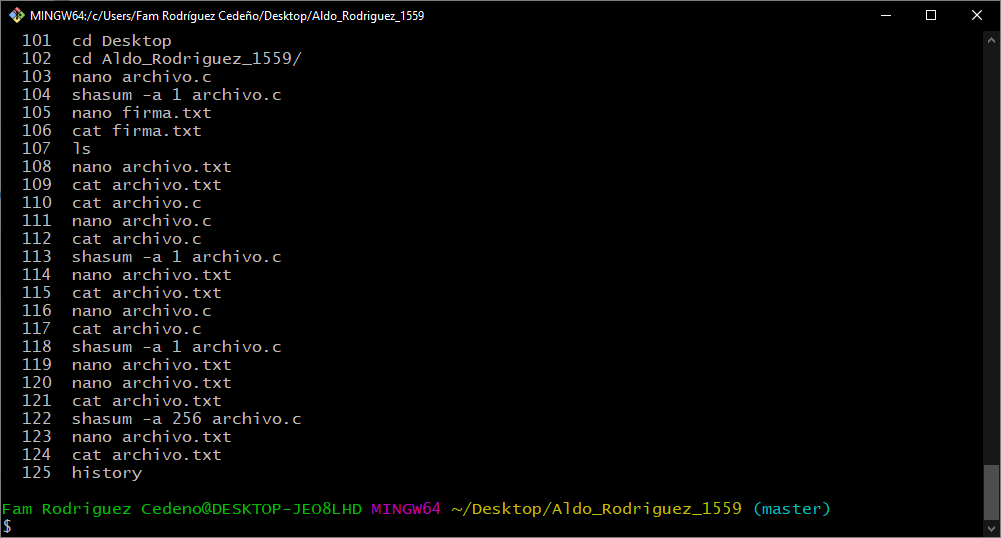 MINGW64:/c/Users/Fam Rodríguez Cedeño/Desktop/Aldo_Rodriguez_1559
101 cd Desktop
102 cd Aldo_Rodriguez_1559/
103 nano archivo.c
104 shasum -a 1 archivo.c
105 nano firma.txt
106 cat firma.txt
107 ls
108 nano archivo.txt
109 cat archivo.txt
110 cat archivo.c
111 nano archivo.c
112 cat archivo.c
113 shasum -a 1 archivo.c
114 nano archivo.txt
115 cat archivo.txt
116 nano archivo.c
117 cat archivo.c
118 shasum -a 1 archivo.c
119 nano archivo.txt
120 nano archivo.txt
121 cat archivo.txt
122 shasum -a 256 archivo.c
123 nano archivo.txt
124 cat archivo.txt
125 history
Fam Rodriguez Cedeno@DESKTOP-JEO8LHD MINGW64 ~/Desktop/Aldo_Rodriguez_1559 (master)
$